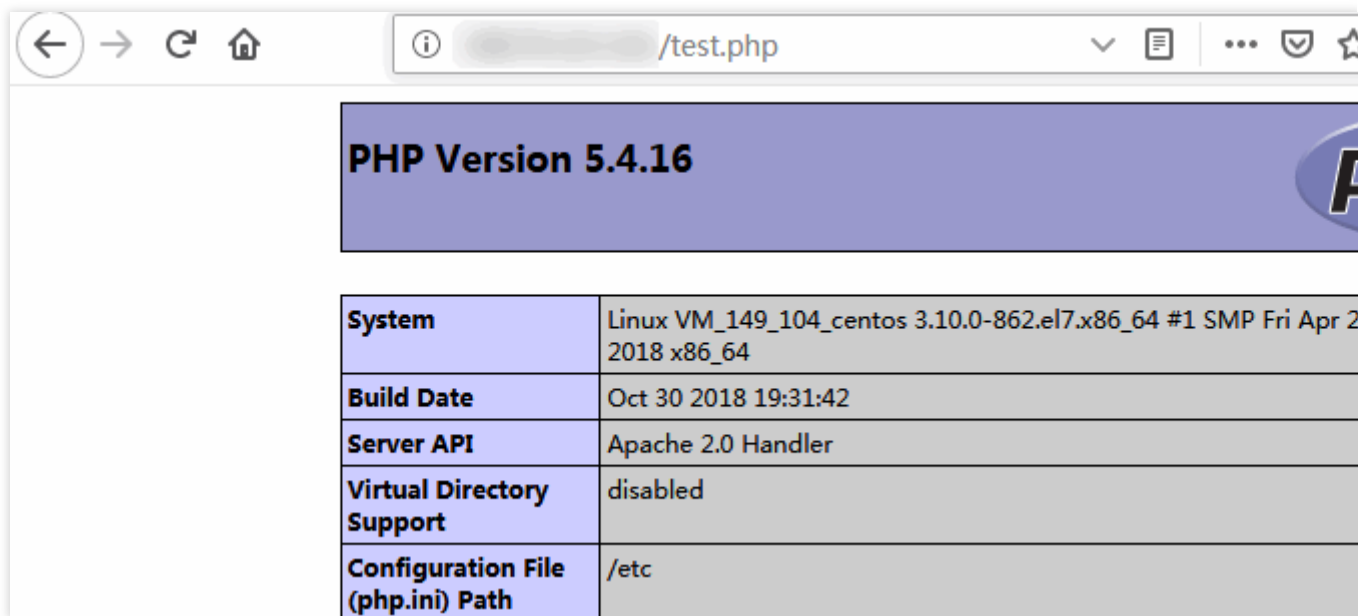 /test.php
PHP Version 5.4.16
System
Linux VM_149_104_centos 3.10.0-862.el7.x86_64 #1 SMP Fri Apr
2018 x86_64
Build Date
Oct 30 2018 19:31:42
Server API
Apache 2.0 Handler
Virtual Directory
Support
disabled
Configuration File
(php.ini) Path
/etc